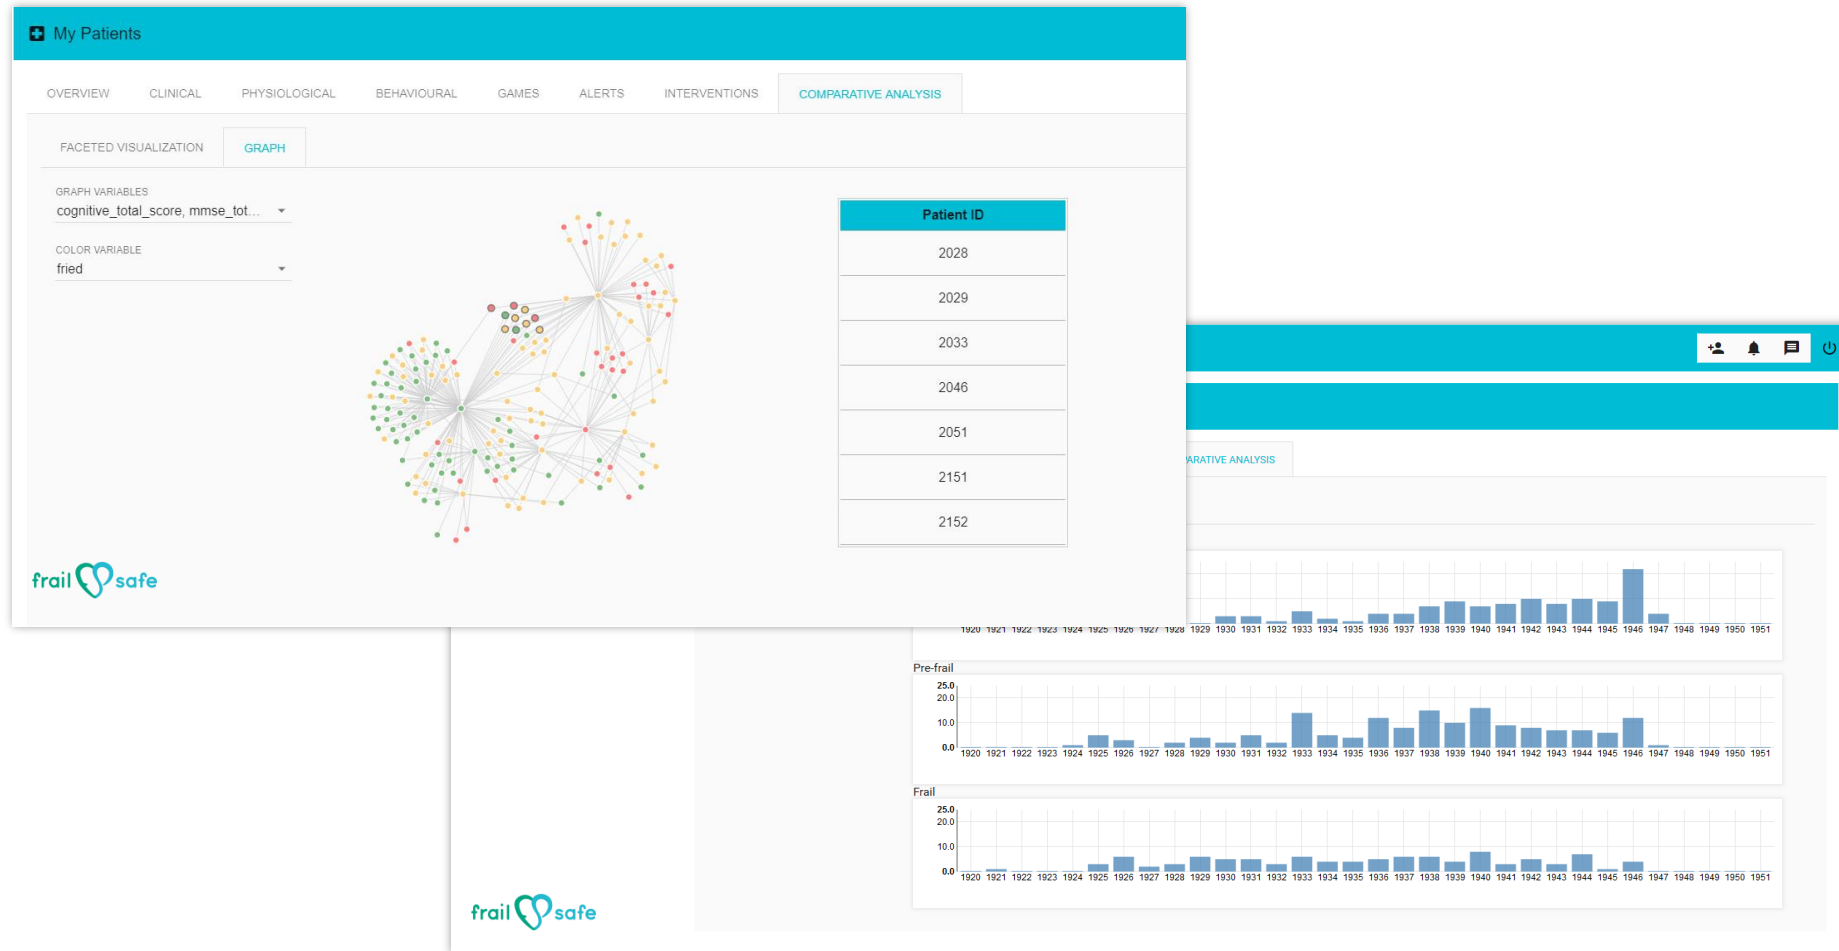 My Patients
OVERVIEW CLINICAL PHYSIOLOGICAL BEHAVIOURAL GAMES ALERTS INTERVENTIONS COMPARATIVE ANALYSIS
FACETED VISUALIZATION GRAPH
GRAPH VARIABLES
cognitive_total_score, mmse_tot...
COLOR VARIABLE
fried
Patient ID
2028
2029
2033
2046
2051
2151
2152
frail safe
ARATIVE ANALYSIS
1920 1921 1922 1923 1924 1925 1926 1927 1928 1929 1930 1931 1932 1933 1934 1935 1936 1937 1938 1939 1940 1941 1942 1943 1944 1945 1946 1947 1948 1949 1950 1951
Pre-frail
25.0
20.0
10.0
0.0
1920 1921 1922 1923 1924 1925 1926 1927 1928 1929 1930 1931 1932 1933 1934 1935 1936 1937 1938 1939 1940 1941 1942 1943 1944 1945 1946 1947 1948 1949 1950 1951
Frail
25.0
20.0
10.0
0.0
1920 1921 1922 1923 1924 1925 1926 1927 1928 1929 1930 1931 1932 1933 1934 1935 1936 1937 1938 1939 1940 1941 1942 1943 1944 1945 1946 1947 1948 1949 1950 1951
frail safe